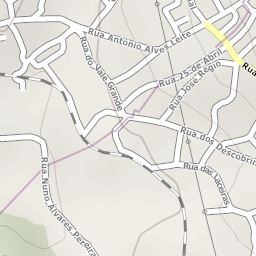 Rua António Alves Leite
Rua do
Vale Grande
Rua 25 de Abril
Rua José Régio
Rua
Rua dos Descobrim
Rua das Laceiras
Rua Nuno Álvares Pereira